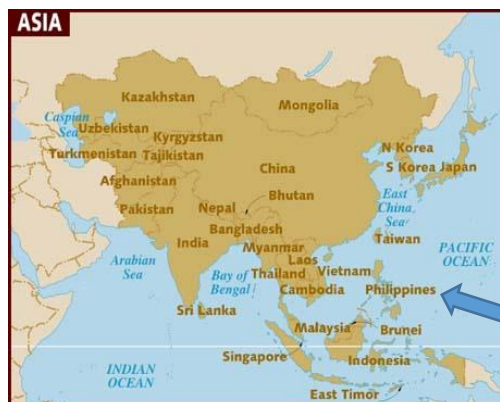 ASIA
Kazakhstan
Mongolia
Caspian
Sea
Uzbekistan
Kyrgyzstan
Turkmenistan
Tajikistan
N Korea
S Korea Japan
China
Afghanistan
Bhutan
Pakistan
Nepal
East
China
Sea
Bangladesh
Taiwan
India
Myanmar
PACIFIC
OCEAN
Arabian
Sea
Laos
Bay of
Bengal
Thailand
Vietnam
Cambodia
Philippines
Sri Lanka
Malaysia
Brunei
Singapore
Indonesia
INDIAN
OCEAN
East Timor